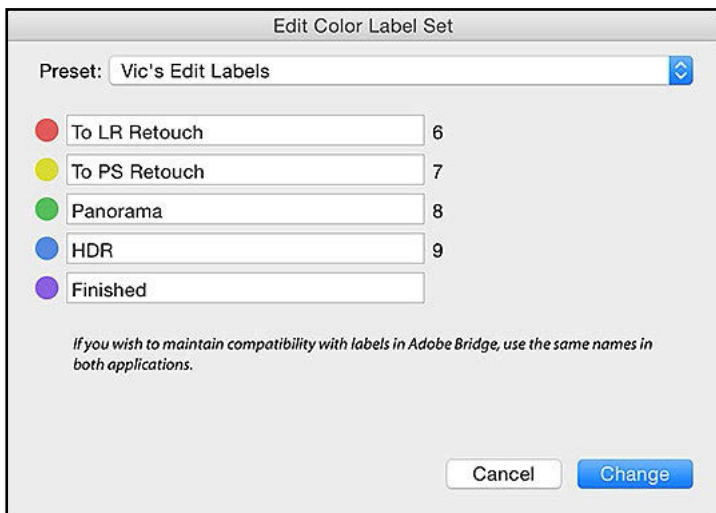 Edit Color Label Set
Preset: Vic's Edit Labels
To LR Retouch 6
To PS Retouch 7
Panorama 8
HDR 9
Finished
If you wish to maintain compatibility with labels in Adobe Bridge, use the same names in
both applications.
Cancel Change